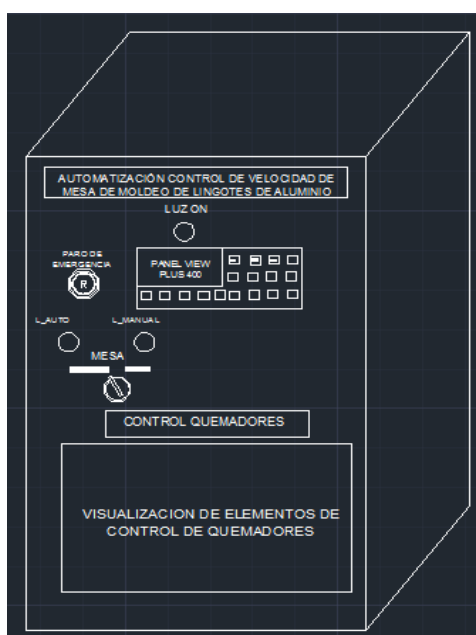 AUTOMATIZACIÓN CONTROL DE VELOCIDAD DE
MESA DE MOLDEO DE LINGOTES DE ALUMINIO
LUZ ON
PARO DE
EMERGENCIA
R
PANEL VIEW
PLUS 400
L_AUTO
L_MANUAL
MESA
CONTROL QUEMADORES
VISUALIZACION DE ELEMENTOS DE
CONTROL DE QUEMADORES